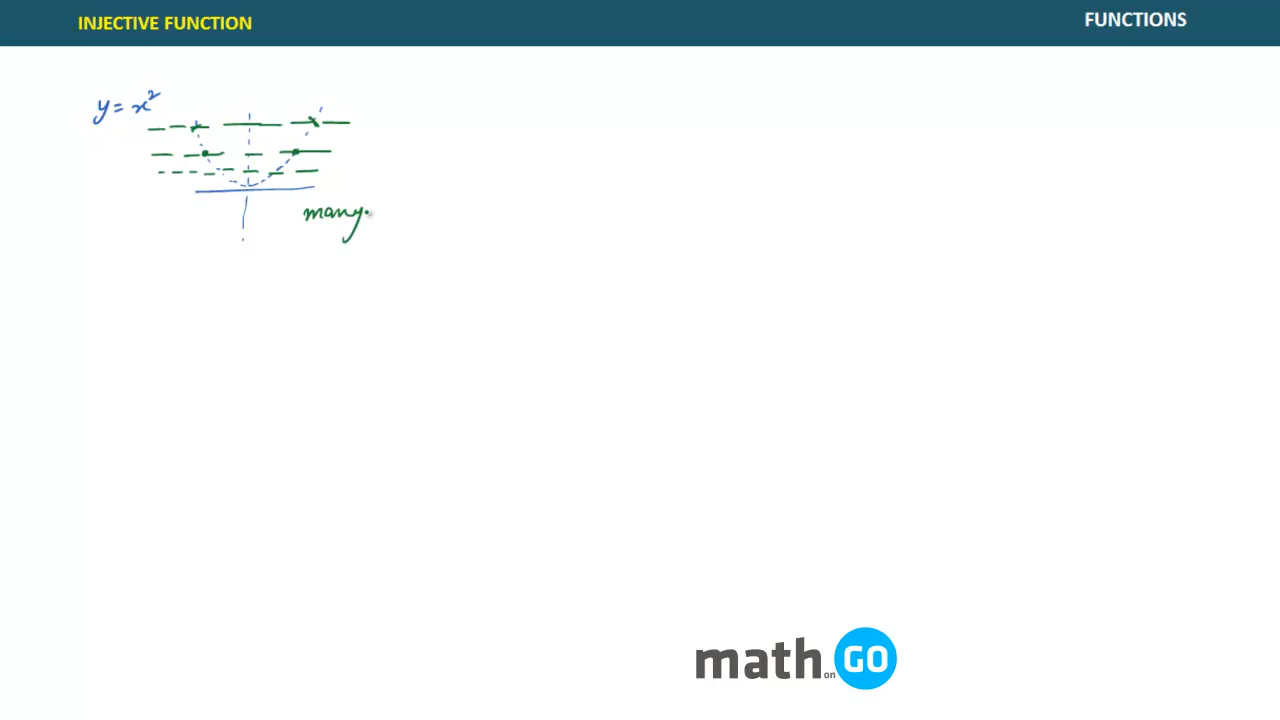 INJECTIVE FUNCTION
FUNCTIONS
y = x²
many
math on GO